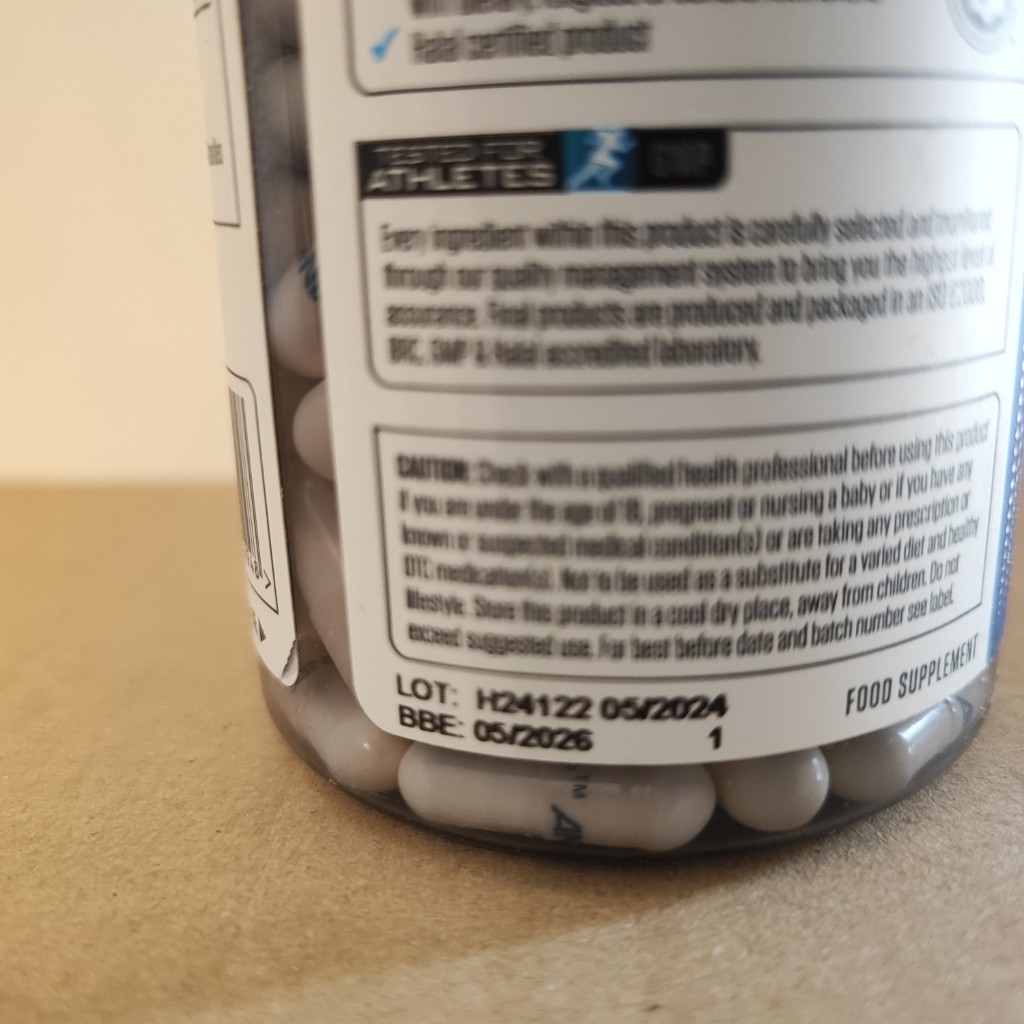 Halal certified product
TESTED FOR
ATHLETES
GMP
Every ingredient within this product is carefully selected and monitored
through our quality management system to bring you the highest level of
assurance. Final products are produced and packaged in an ISO
GMP & Halal accredited laboratory.
CAUTION: Check with a qualified health professional before using this product
if you are under the age of 18, pregnant or nursing a baby or if you have any
known or suspected medical condition(s) or are taking any prescription or
OTC medication(s). Not to be used as a substitute for a varied diet and healthy
lifestyle. Store this product in a cool dry place, away from children. Do not
exceed suggested use. For best before date and batch number see label.
LOT: H24122 05/2024
BBE: 05/2026 1
FOOD SUPPLEMENT